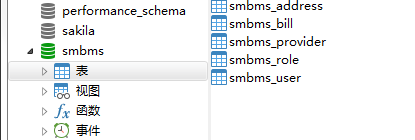 performance_schema
sakila
smbms
表
视图
函数
事件
smbms_address
smbms_bill
smbms_provider
smbms_role
smbms_user